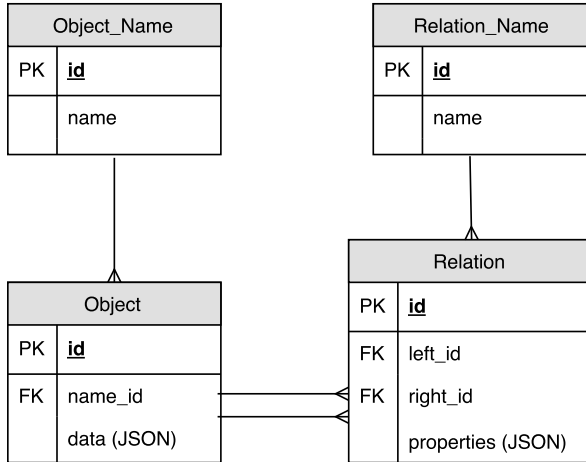 Object_Name
PK id
name
Relation_Name
PK id
name
Object
PK id
FK name_id
data (JSON)
Relation
PK id
FK left_id
FK right_id
properties (JSON)